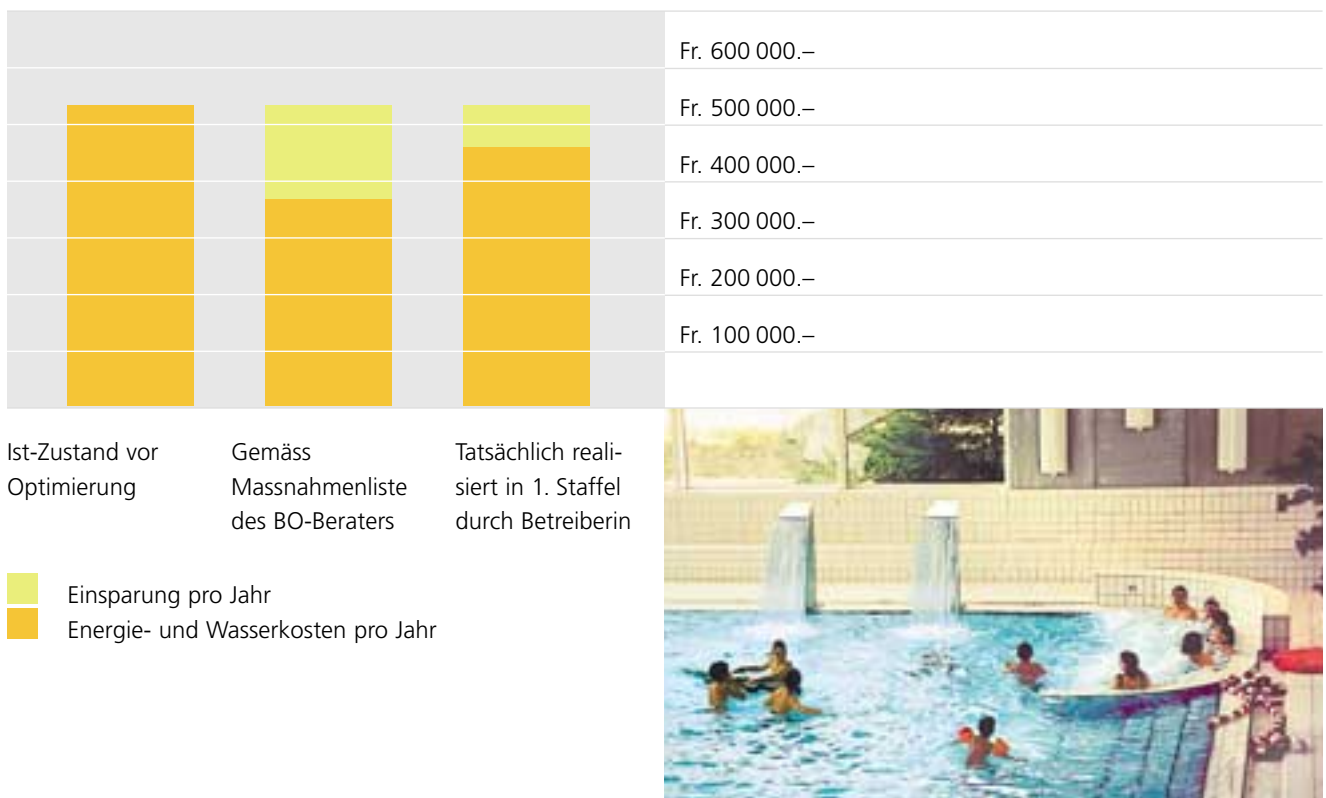 Fr. 600 000.–
Fr. 500 000.–
Fr. 400 000.–
Fr. 300 000.–
Fr. 200 000.–
Fr. 100 000.–
Ist-Zustand vor
Optimierung
Gemäss
Massnahmenliste
des BO-Beraters
Tatsächlich reali-
siert in 1. Staffel
durch Betreiberin
Einsparung pro Jahr
Energie- und Wasserkosten pro Jahr